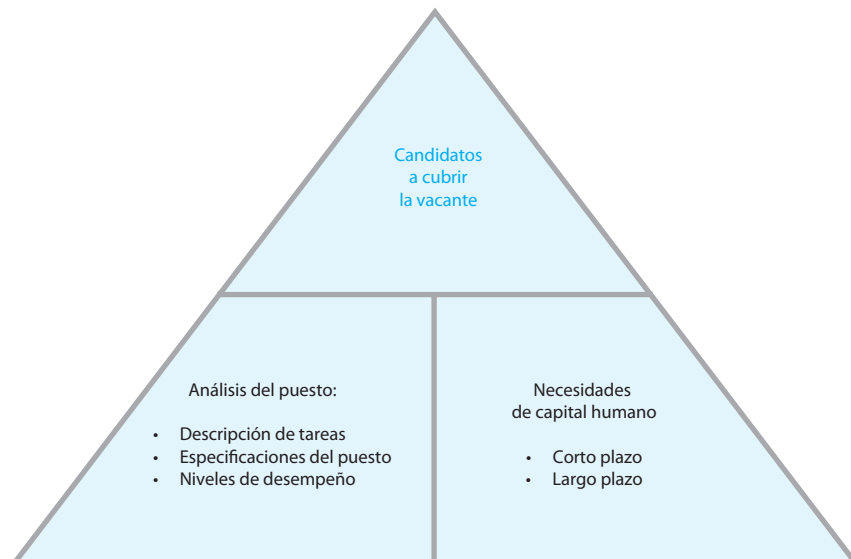 Candidatos
a cubrir
la vacante
Análisis del puesto:
• Descripción de tareas
• Especificaciones del puesto
• Niveles de desempeño
Necesidades
de capital humano
• Corto plazo
• Largo plazo